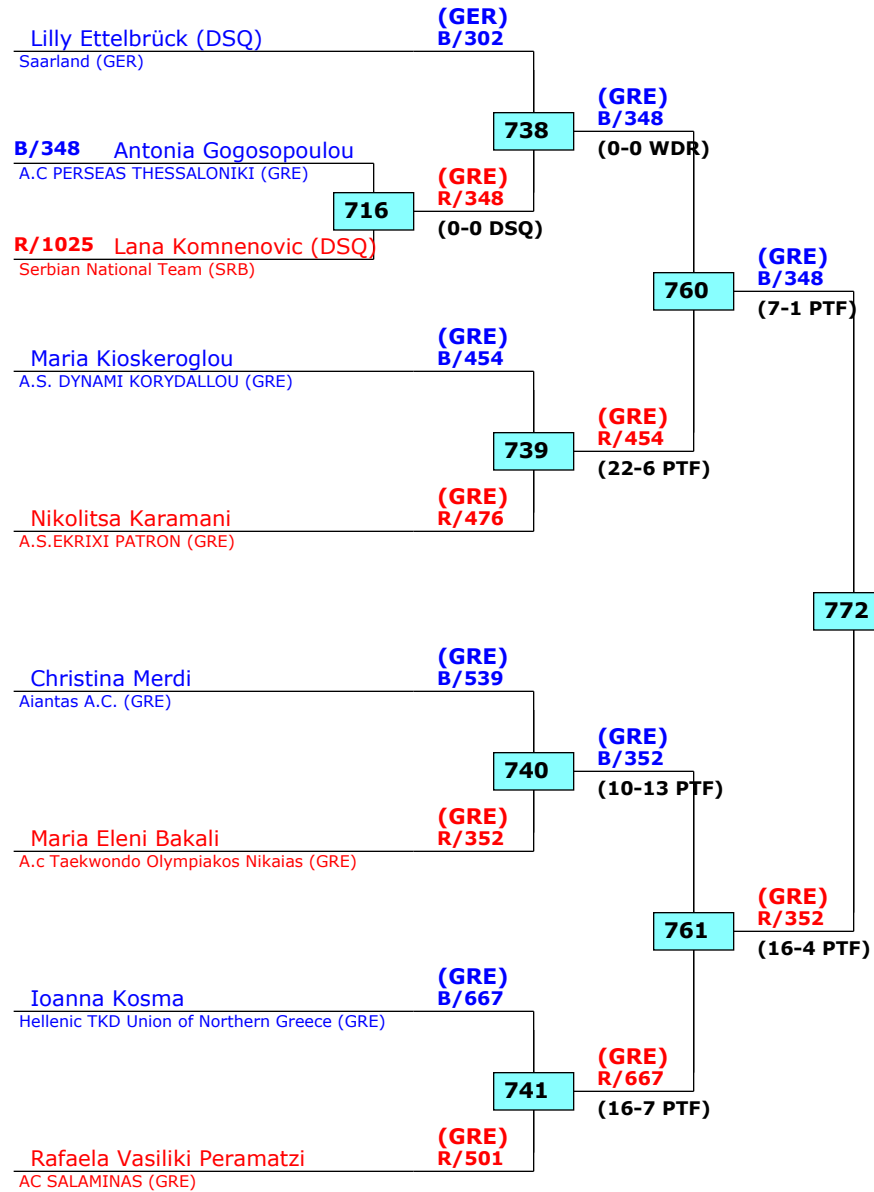 (GER)
Lilly Ettelbrück (DSQ) B/302
Saarland (GER)
(GRE)
738 B/348
B/348 Antonia Gogosopoulou (0-0 WDR)
A.C PERSEAS THESSALONIKI (GRE) (GRE)
716 R/348
(0-0 DSQ)
R/1025 Lana Komnenovic (DSQ)
Serbian National Team (SRB)
(GRE)
760 B/348
(7-1 PTF)
(GRE)
Maria Kioskeroglou B/454
A.S. DYNAMI KORYDALLOU (GRE)
(GRE)
739 R/454
(22-6 PTF)
(GRE)
Nikolitsa Karamani R/476
A.S.EKRIXI PATRON (GRE)
772
(GRE)
Christina Merdi B/539
Aiantas A.C. (GRE)
(GRE)
740 B/352
(10-13 PTF)
(GRE)
Maria Eleni Bakali R/352
A.c Taekwondo Olympiakos Nikaias (GRE)
(GRE)
761 R/352
(16-4 PTF)
(GRE)
Ioanna Kosma B/667
Hellenic TKD Union of Northern Greece (GRE)
(GRE)
741 R/667
(16-7 PTF)
(GRE)
Rafaela Vasiliki Peramatzi R/501
AC SALAMINAS (GRE)